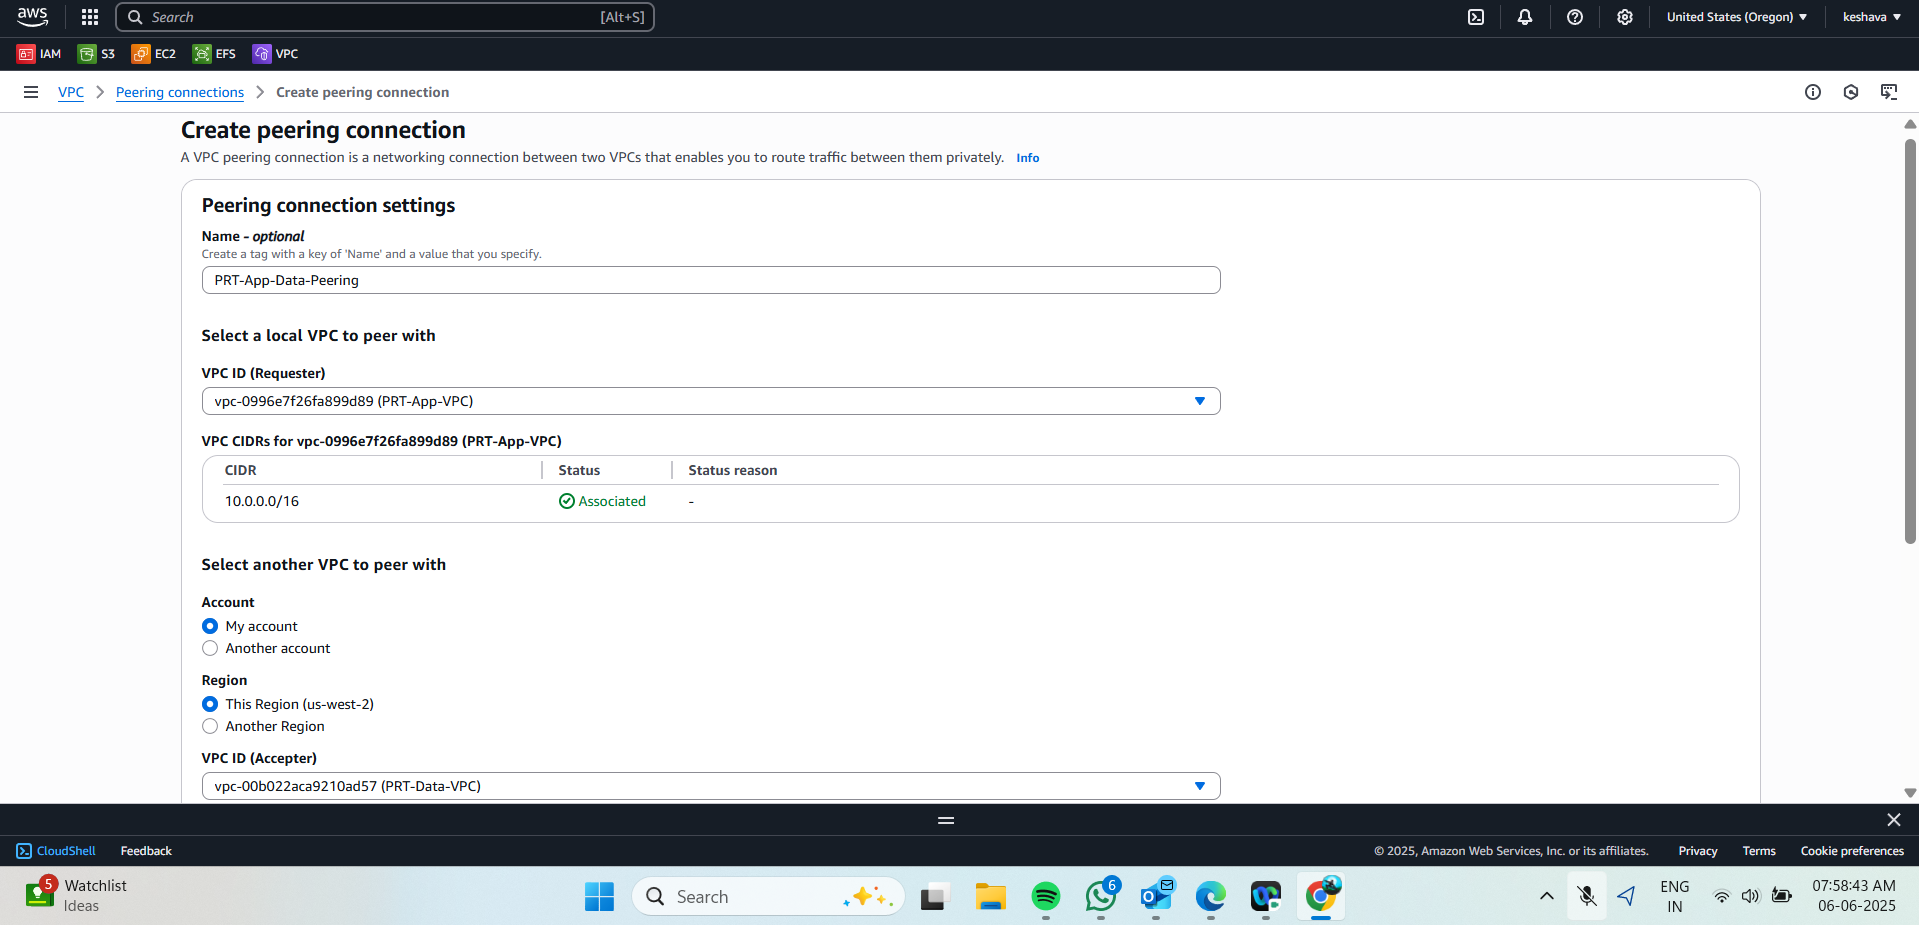 aws
Search [Alt+S]
United States (Oregon)
keshava
IAM S3 EC2 EFS VPC
VPC Peering connections Create peering connection
Create peering connection
A VPC peering connection is a networking connection between two VPCs that enables you to route traffic between them privately. Info
Peering connection settings
Name - optional
Create a tag with a key of 'Name' and a value that you specify.
PRT-App-Data-Peering
Select a local VPC to peer with
VPC ID (Requester)
vpc-0996e7f26fa899d89 (PRT-App-VPC)
VPC CIDRs for vpc-0996e7f26fa899d89 (PRT-App-VPC)
CIDR Status Status reason
10.0.0.0/16 Associated -
Select another VPC to peer with
Account
My account
Another account
Region
This Region (us-west-2)
Another Region
VPC ID (Accepter)
vpc-00b022aca9210ad57 (PRT-Data-VPC)
CloudShell Feedback
© 2025, Amazon Web Services, Inc. or its affiliates. Privacy Terms Cookie preferences
5
Watchlist
Ideas
Search
6
ENG
IN
07:58:43 AM
06-06-2025